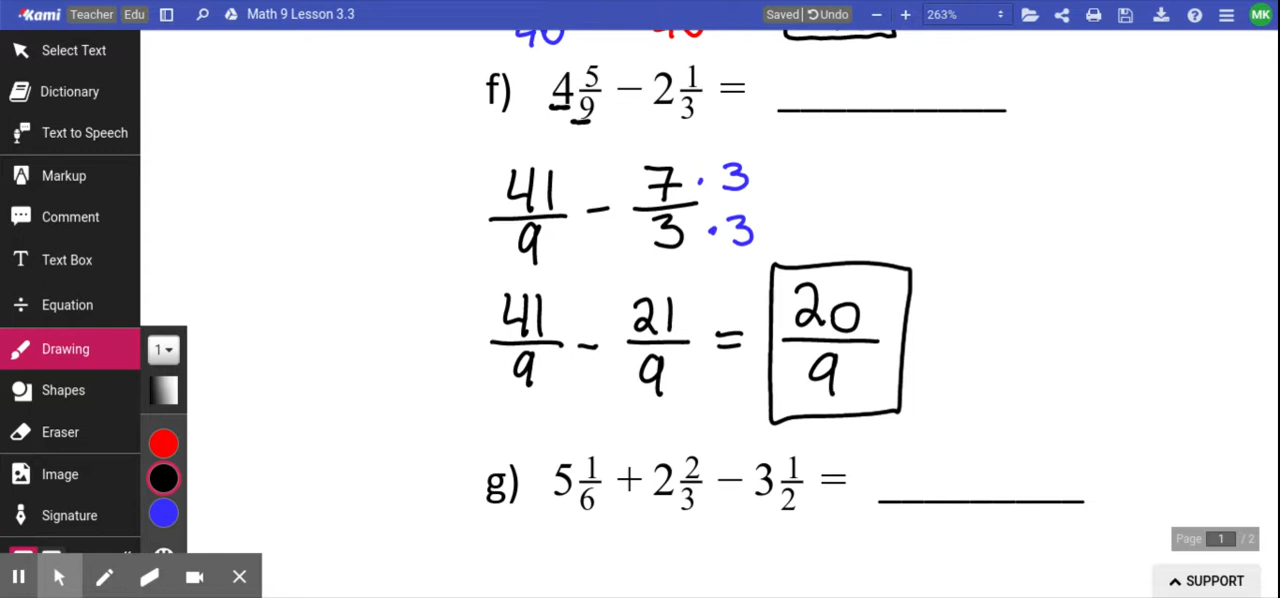 Kami Teacher Edu Math 9 Lesson 3.3 Saved Undo 263% MK
Select Text
Dictionary
Text to Speech
Markup
Comment
Text Box
Equation
Drawing
1
Shapes
Eraser
Image
Signature
f) 4 5/9 − 2 1/3 = ____________
41/9 - 7/3 · 3 · 3
41/9 - 21/9 = 20/9
g) 5 1/6 + 2 2/3 − 3 1/2 = ____________
Page 1 / 2
SUPPORT